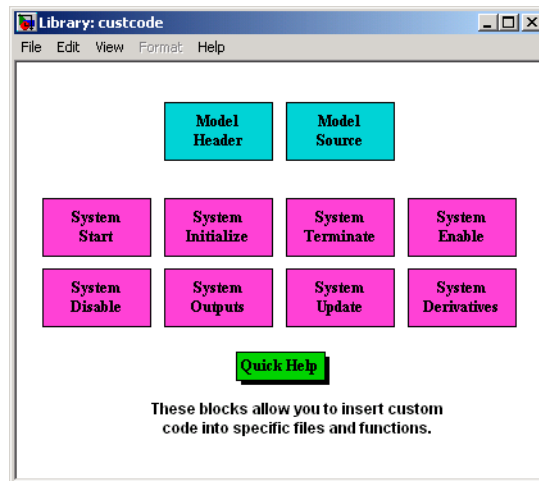 Library: custcode
File Edit View Format Help
Model Model
Header Source
System System System System
Start Initialize Terminate Enable
System System System System
Disable Outputs Update Derivatives
Quick Help
These blocks allow you to insert custom
code into specific files and functions.